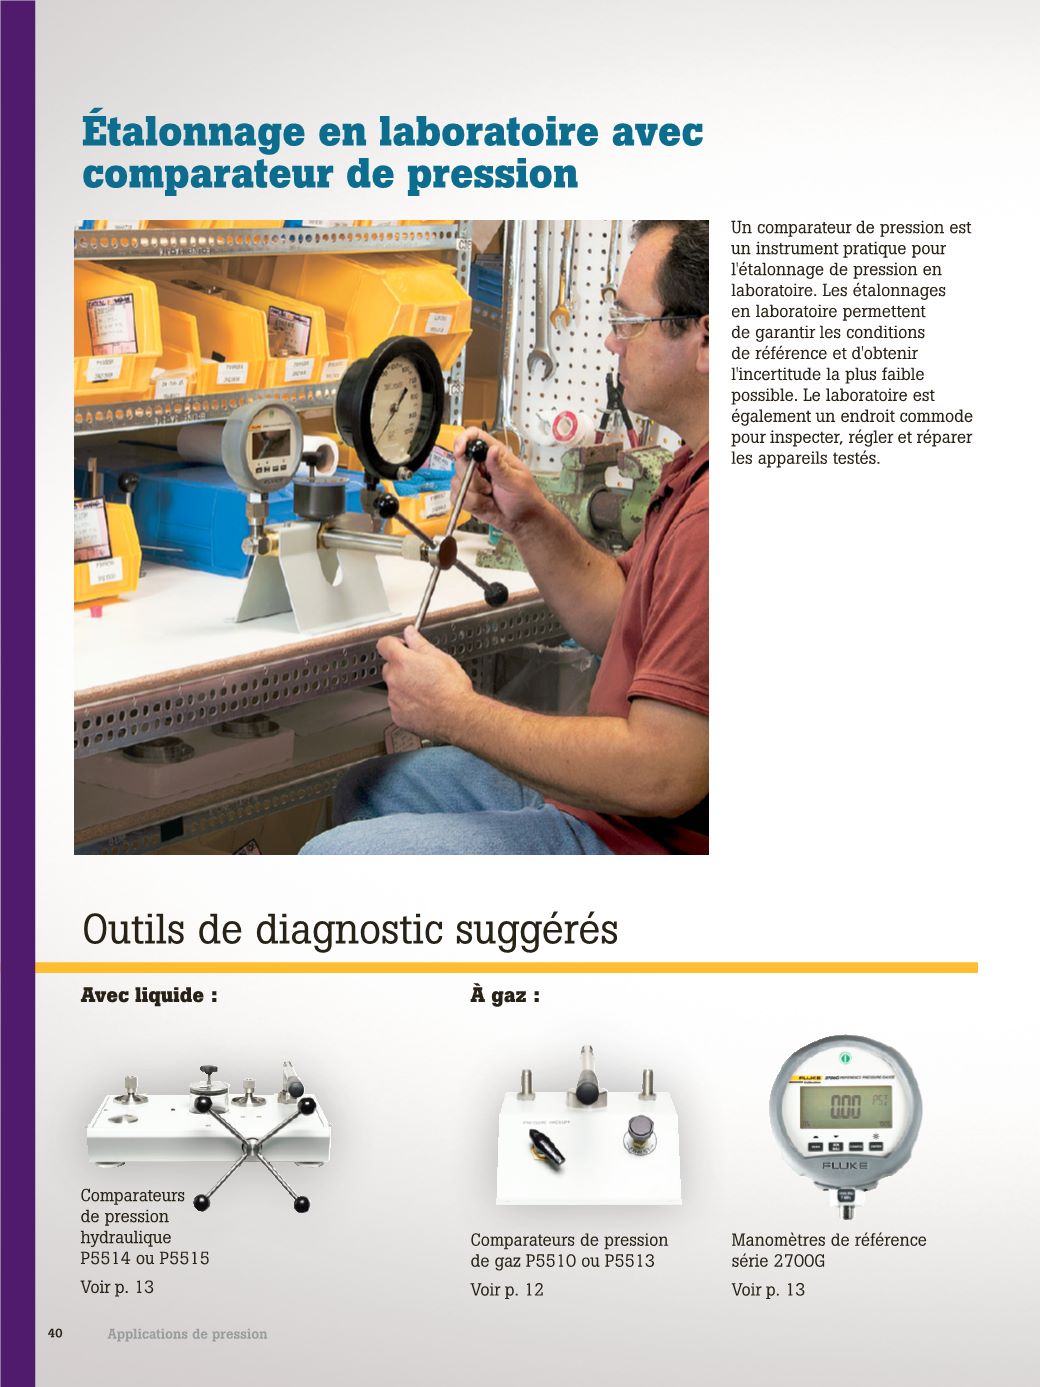 Étalonnage en laboratoire avec
comparateur de pression
Un comparateur de pression est
un instrument pratique pour
l'étalonnage de pression en
laboratoire. Les étalonnages
en laboratoire permettent
de garantir les conditions
de référence et d'obtenir
l'incertitude la plus faible
possible. Le laboratoire est
également un endroit commode
pour inspecter, régler et réparer
les appareils testés.
Outils de diagnostic suggérés
Avec liquide :
À gaz :
Comparateurs
de pression
hydraulique
P5514 ou P5515
Voir p. 13
Comparateurs de pression
de gaz P5510 ou P5513
Voir p. 12
FLUKE
2700G REFERENCE PRESSURE GAUGE
0.00 PSI
FLUKE
Manomètres de référence
série 2700G
Voir p. 13
40 Applications de pression